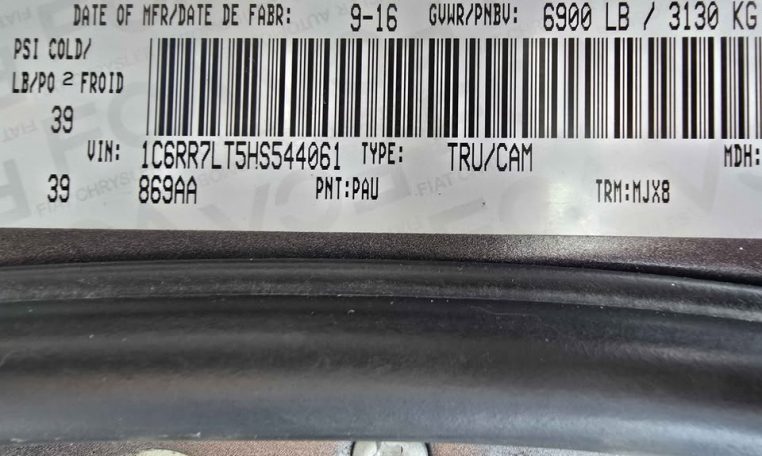 DATE OF MFR/DATE DE FABR: 9-16 GVWR/PNBV: 6900 LB / 3130 KG
PSI COLD/
LB/PO 2 FROID
39
VIN: 1C6RR7LT5HS544061 TYPE: TRU/CAM MDH:
39 869AA PNT:PAU TRM:MJX8